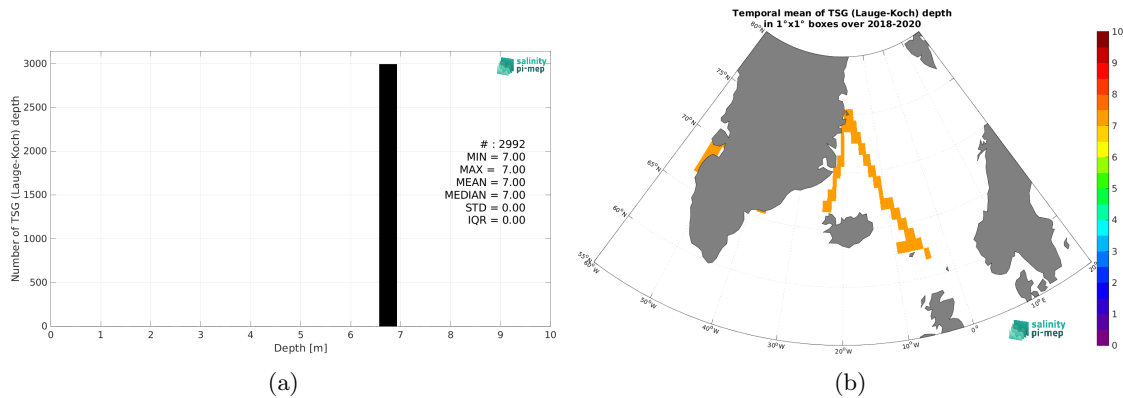 3000
2500
2000
1500
1000
500
0
0 1 2 3 4 5 6 7 8 9 10
Number of TSG (Lauge-Koch) depth
Depth [m]
salinity
pi-mep
# : 2992
MIN = 7.00
MAX = 7.00
MEAN = 7.00
MEDIAN = 7.00
STD = 0.00
IQR = 0.00
(a)
Temporal mean of TSG (Lauge-Koch) depth
in 1°x1° boxes over 2018-2020
80°N
75°N
70°N
65°N
60°N
55°N
60°W
50°W
40°W
30°W
20°W
10°W
0°
10°E
salinity
pi-mep
10
9
8
7
6
5
4
3
2
1
0
(b)